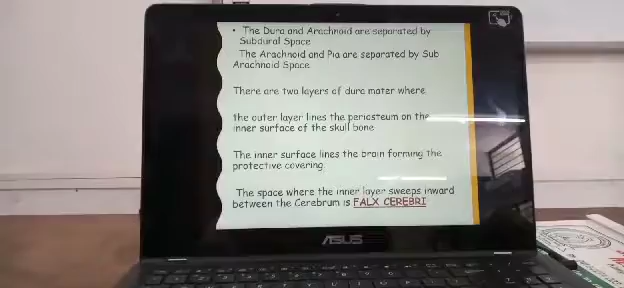 • The Dura and Arachnoid are separated by
Subdural Space
The Arachnoid and Pia are separated by Sub
Arachnoid Space
There are two layers of dura mater where
the outer layer lines the periosteum on the
inner surface of the skull bone
The inner surface lines the brain forming the
protective covering.
The space where the inner layer sweeps inward
between the Cerebrum is FALX CEREBRI
ASUS